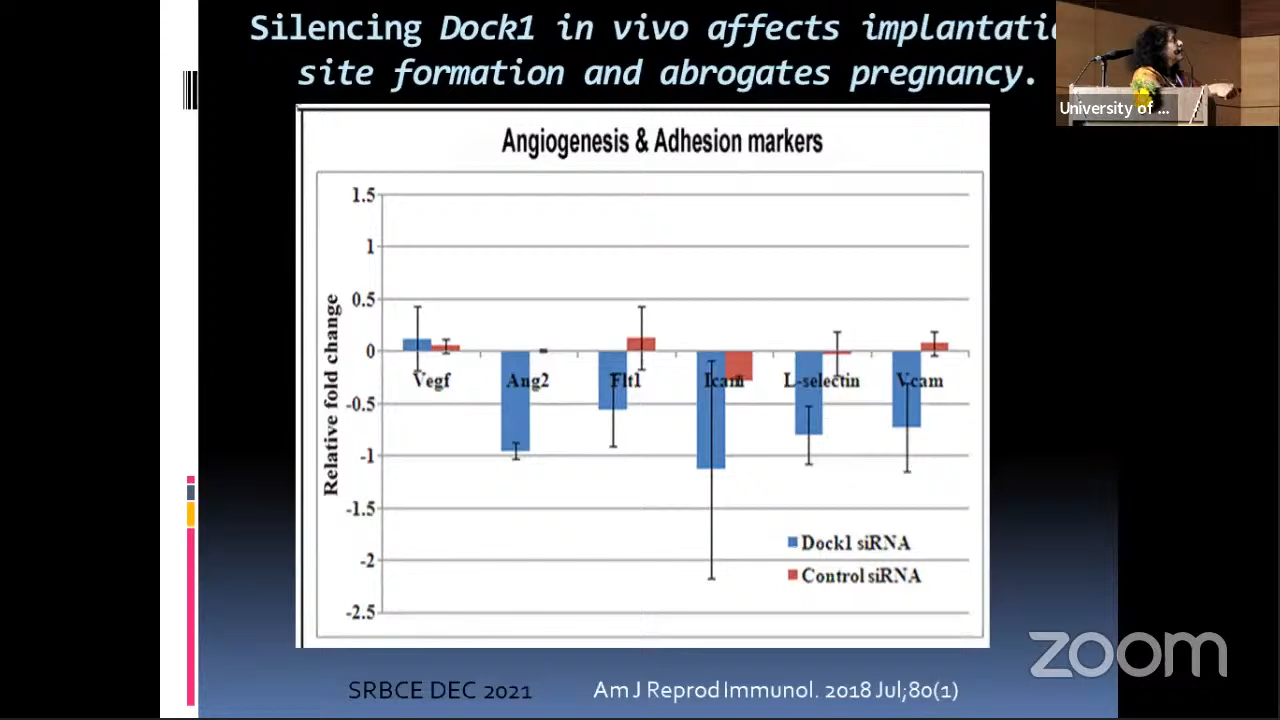 Silencing Dock1 in vivo affects implantatio
site formation and abrogates pregnancy.
University of ...
Angiogenesis & Adhesion markers
1.5
1
0.5
0
-0.5
-1
-1.5
-2
-2.5
Relative fold change
Vegf
Ang2
Flt1
Icam
L-selectin
Vcam
Dock1 siRNA
Control siRNA
zoom
SRBCE DEC 2021
Am J Reprod Immunol. 2018 Jul;80(1)